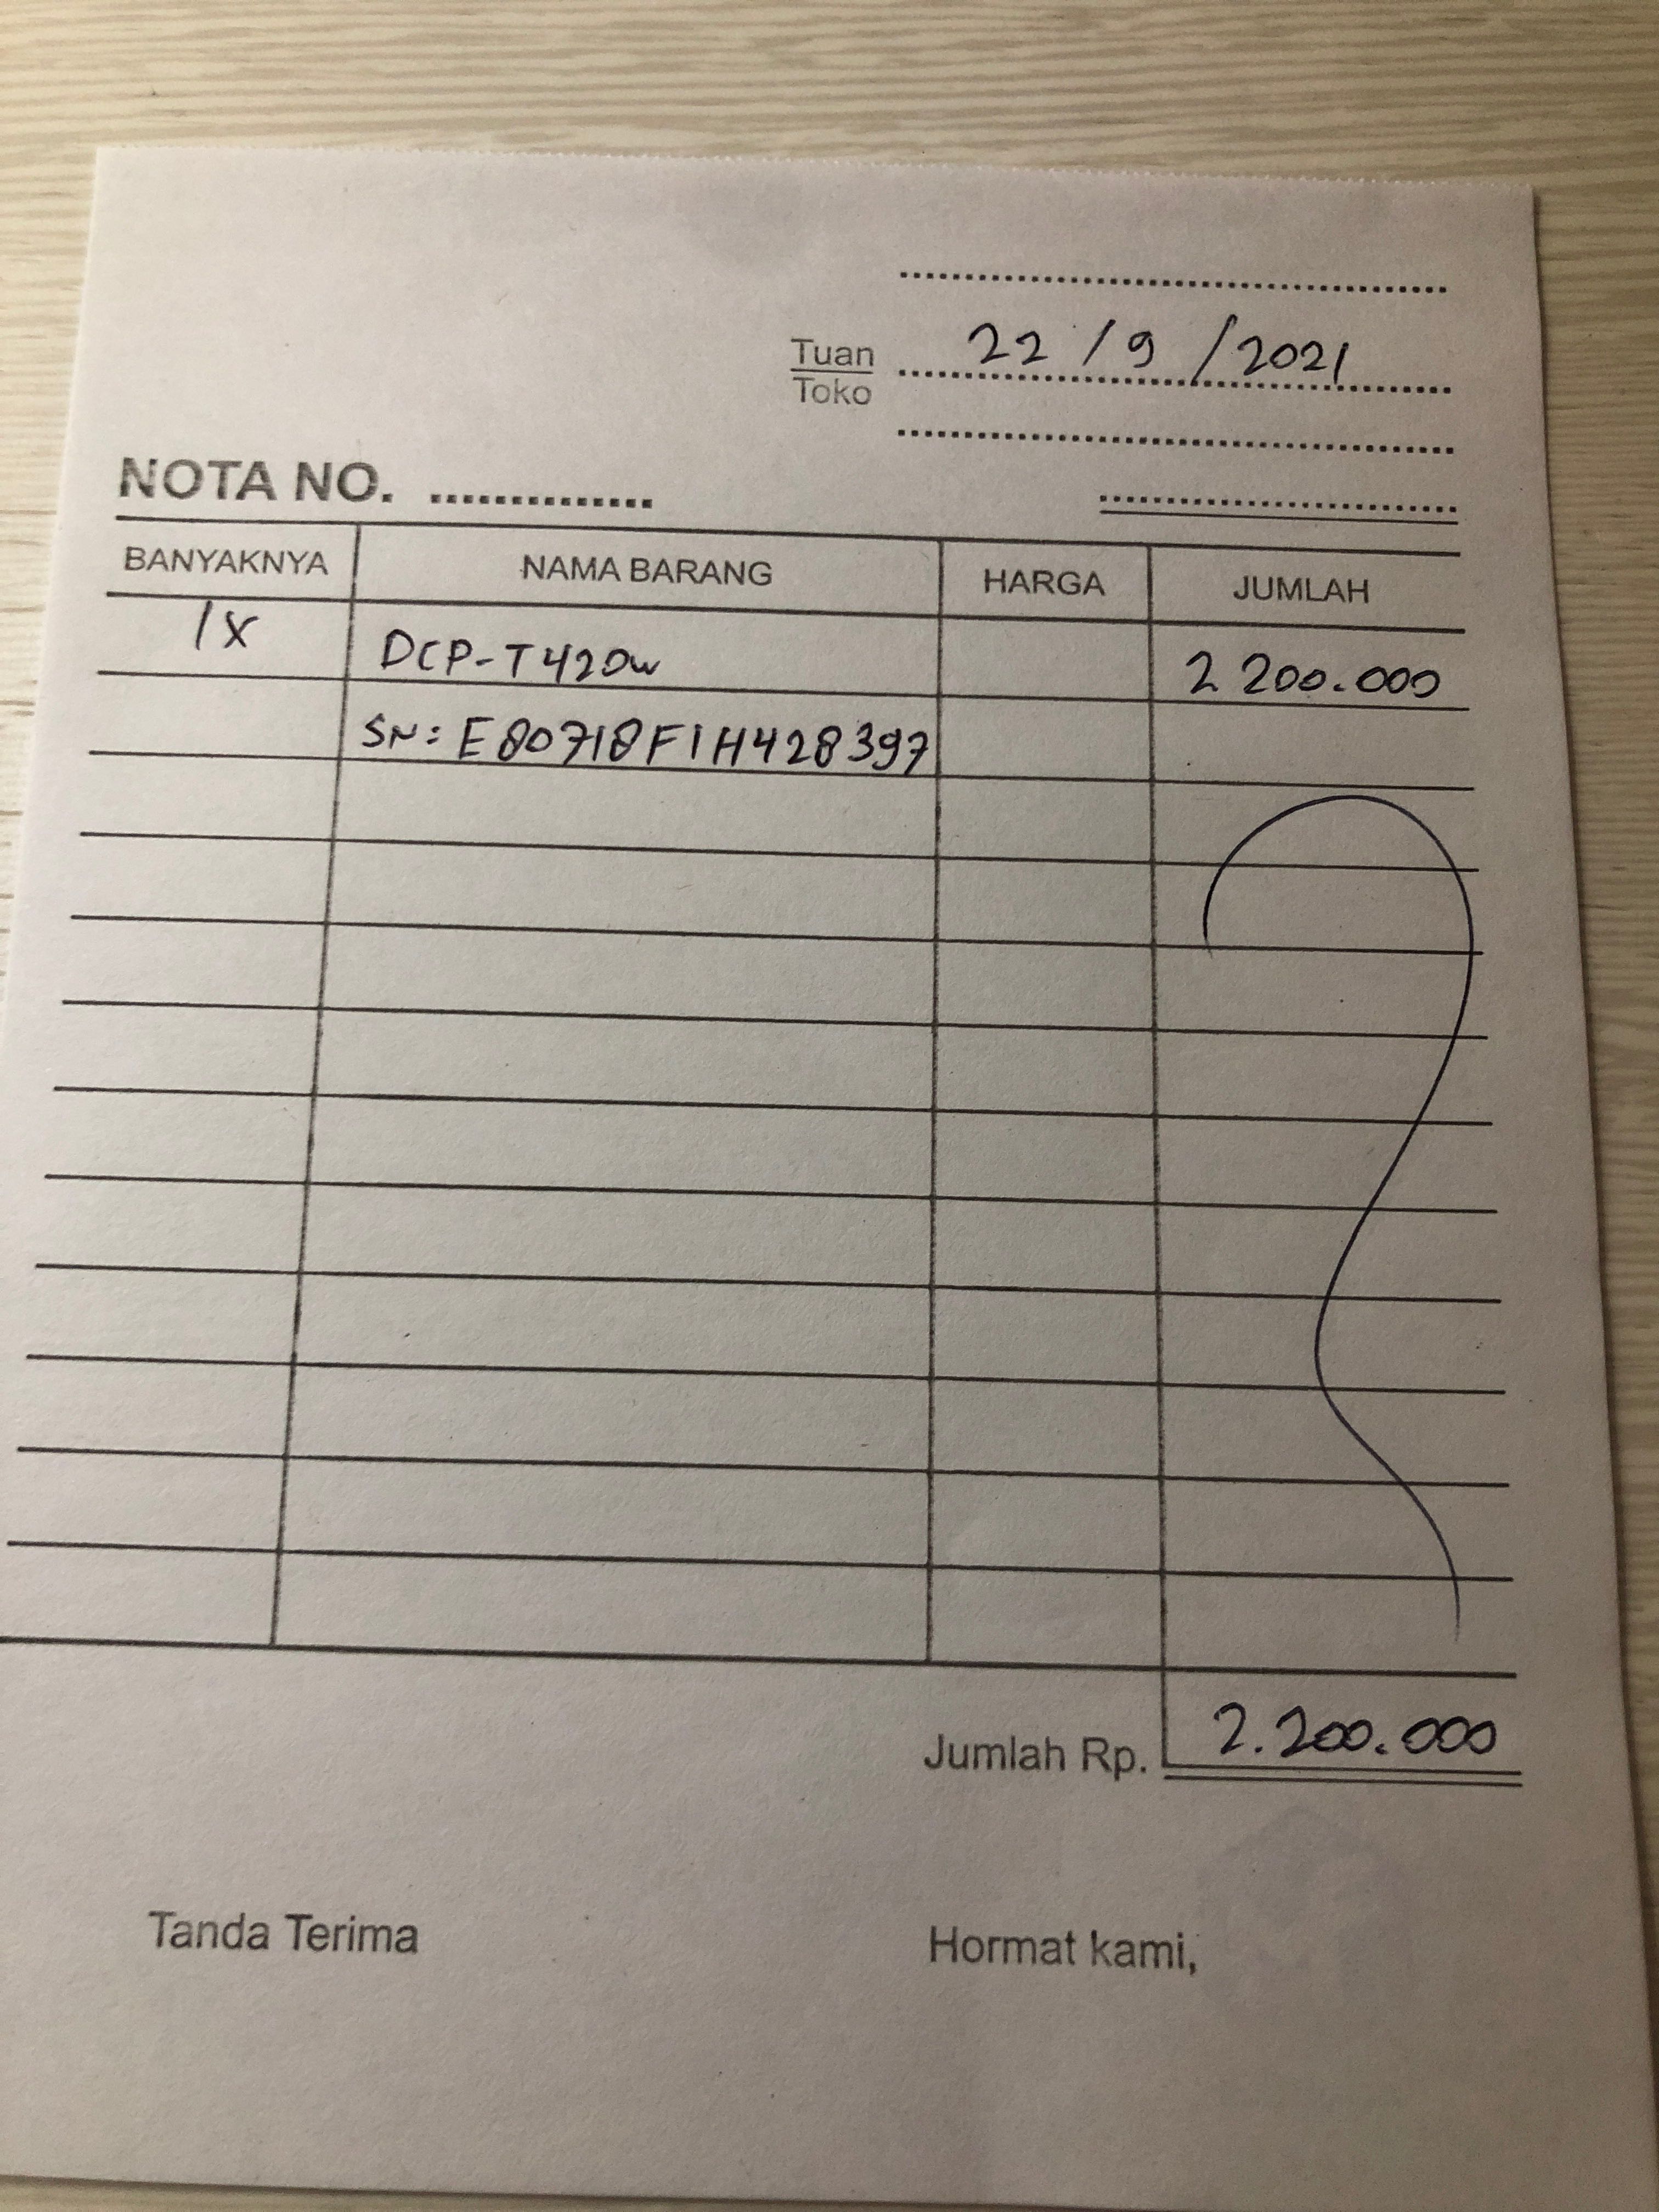 Tuan 22/9/2021
Toko
NOTA NO. ..............
BANYAKNYA NAMA BARANG HARGA JUMLAH
1X DCP-T420w 2 200.000
SN: E80718F1H428397
Jumlah Rp. 2.200.000
Tanda Terima Hormat kami,